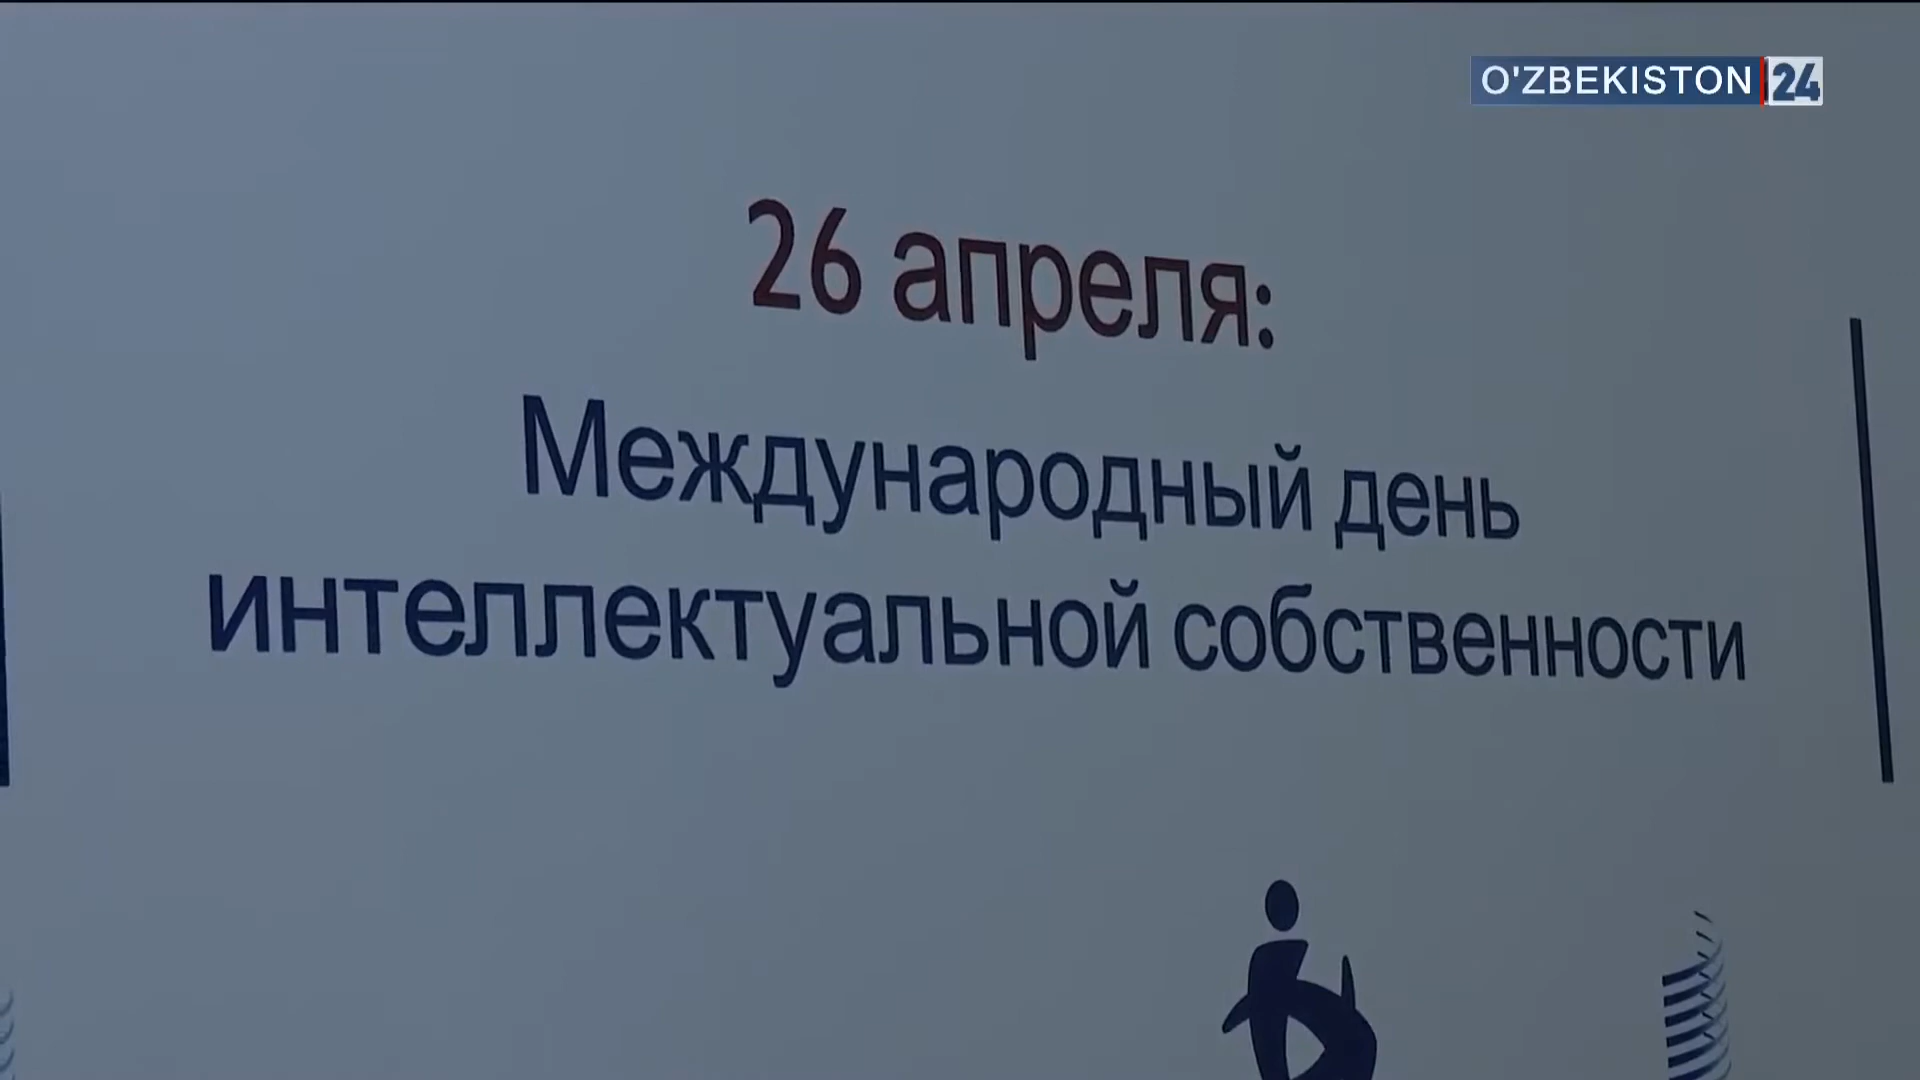 O'ZBEKISTON 24
26 апреля:
Международный день
интеллектуальной собственности